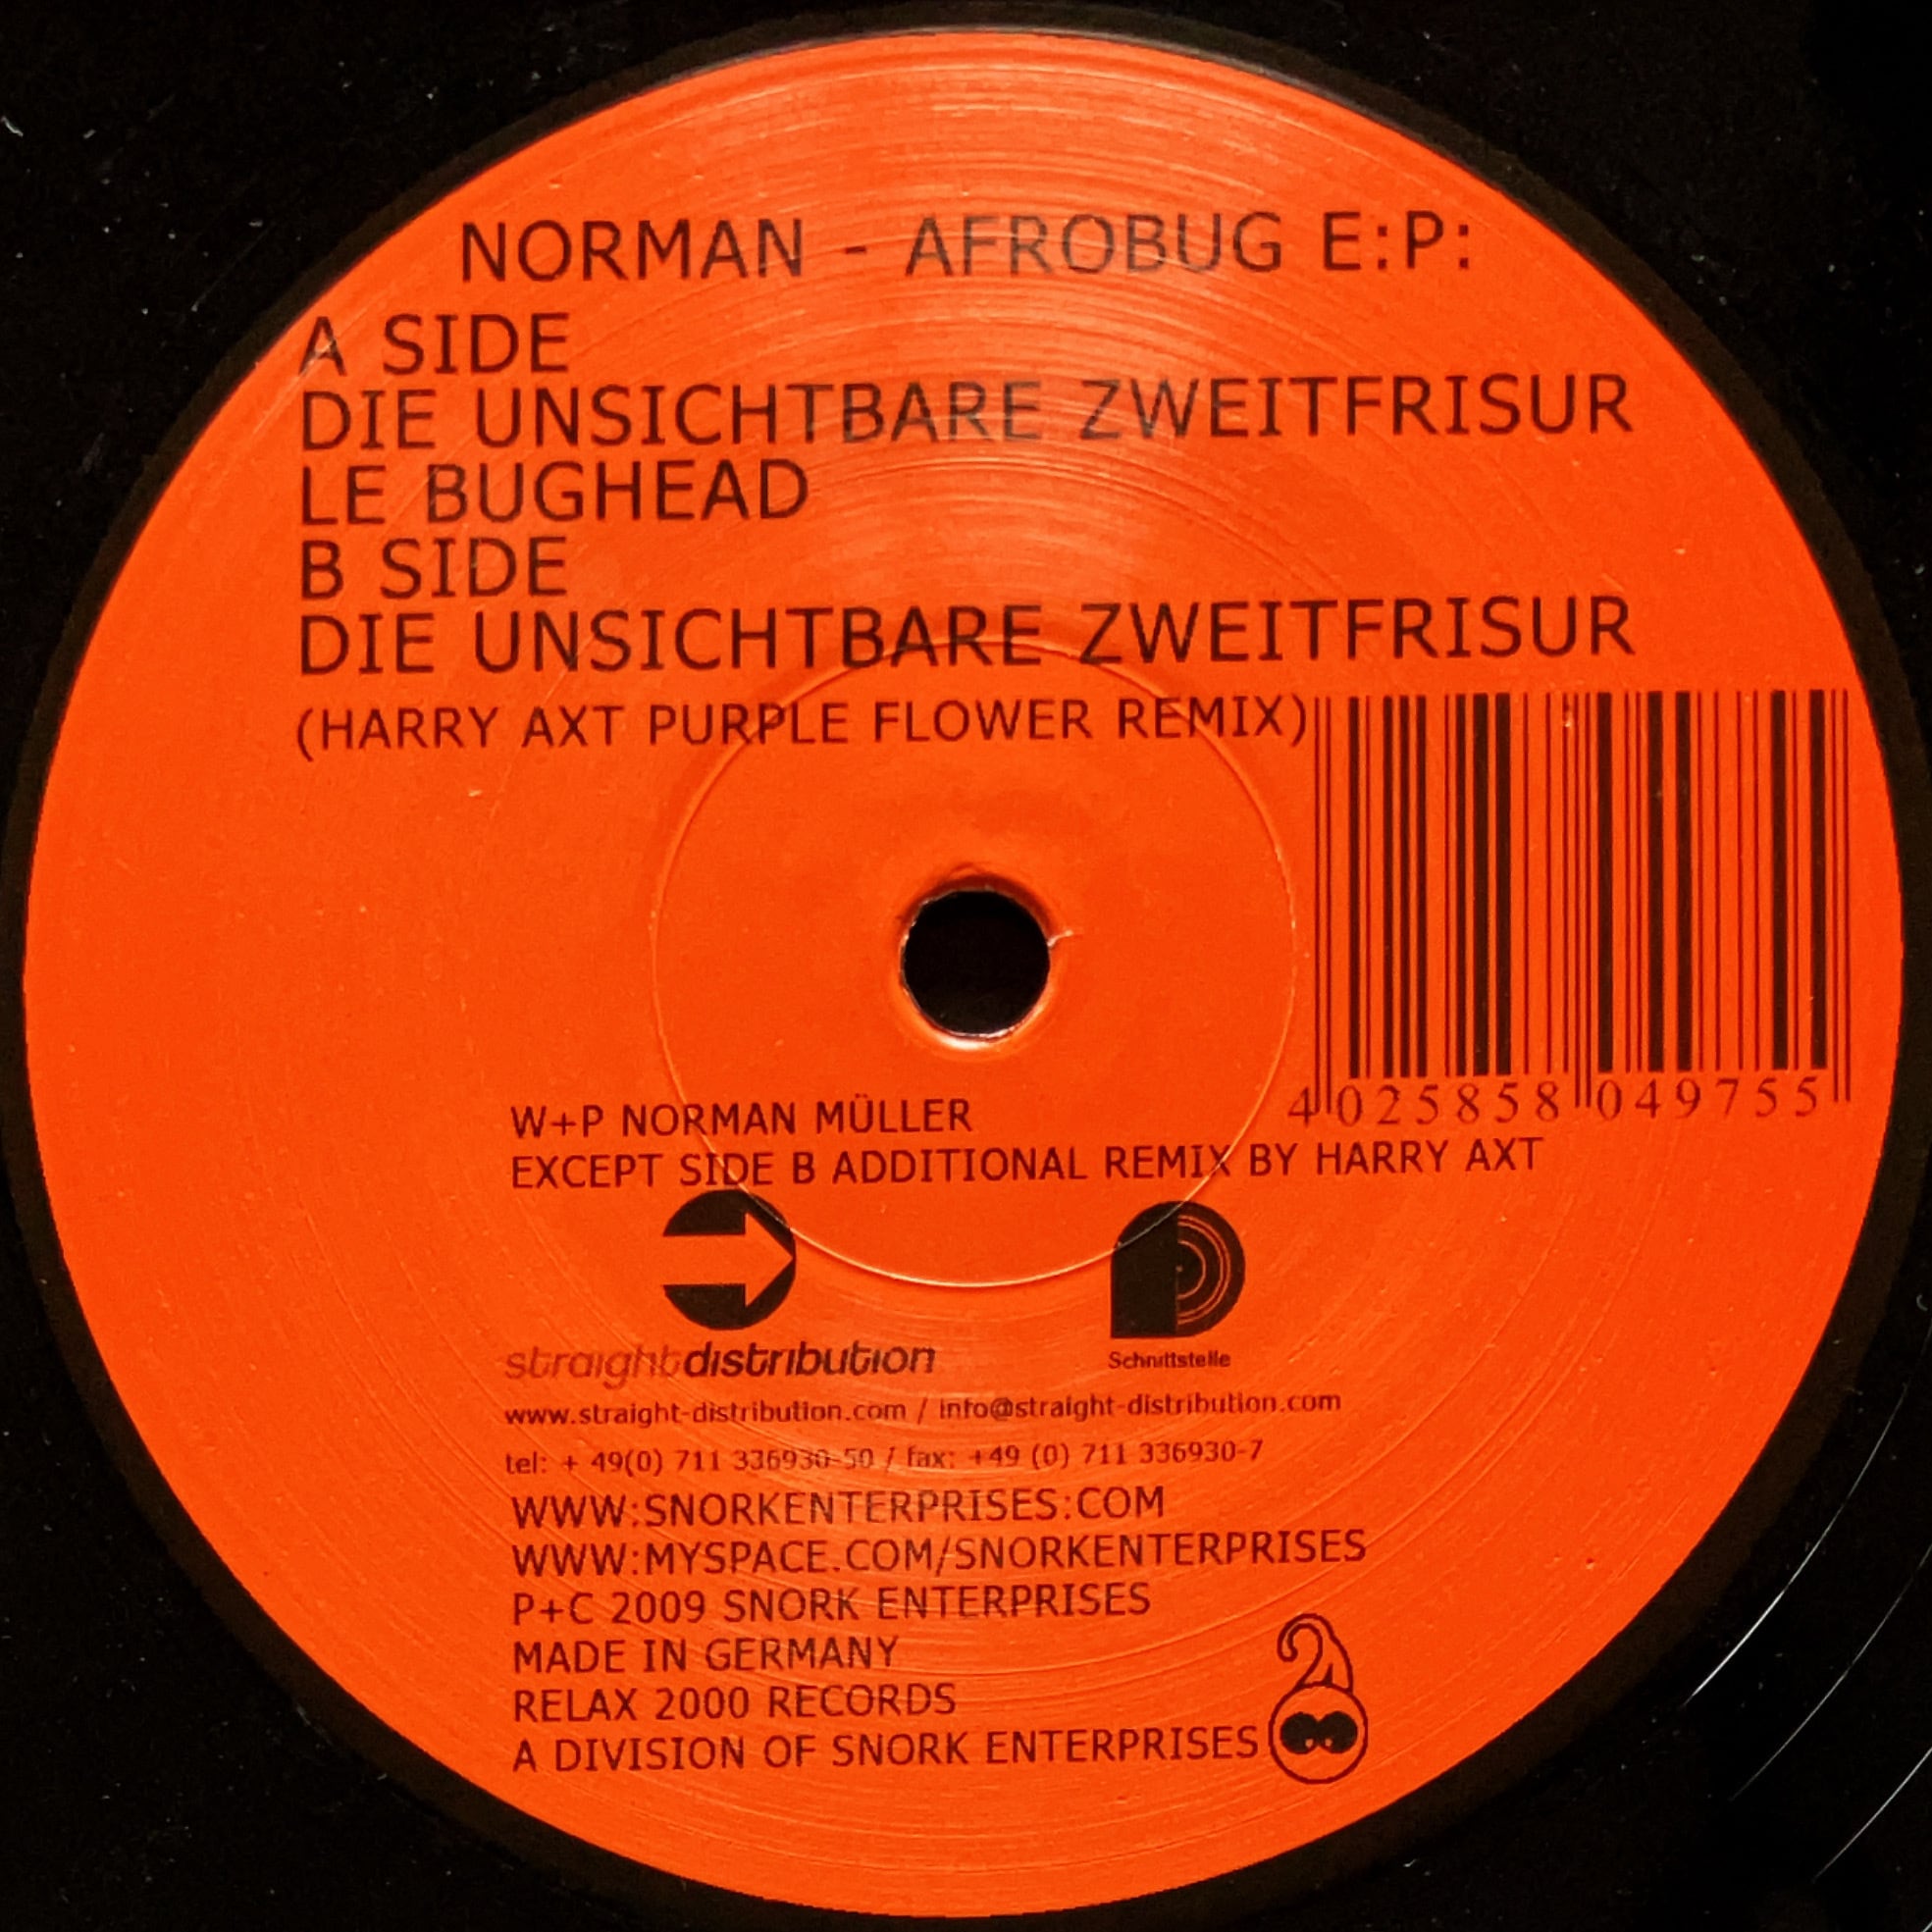 NORMAN - AFROBUG E:P:
A SIDE
DIE UNSICHTBARE ZWEITFRISUR
LE BUGHEAD
B SIDE
DIE UNSICHTBARE ZWEITFRISUR
(HARRY AXT PURPLE FLOWER REMIX)
4 025858 049755
W+P NORMAN MÜLLER
EXCEPT SIDE B ADDITIONAL REMIX BY HARRY AXT
straightdistribution
Schnittstelle
www.straight-distribution.com / info@straight-distribution.com
tel: + 49(0) 711 336930-50 / fax: +49 (0) 711 336930-7
WWW:SNORKENTERPRISES:COM
WWW:MYSPACE.COM/SNORKENTERPRISES
P+C 2009 SNORK ENTERPRISES
MADE IN GERMANY
RELAX 2000 RECORDS
A DIVISION OF SNORK ENTERPRISES